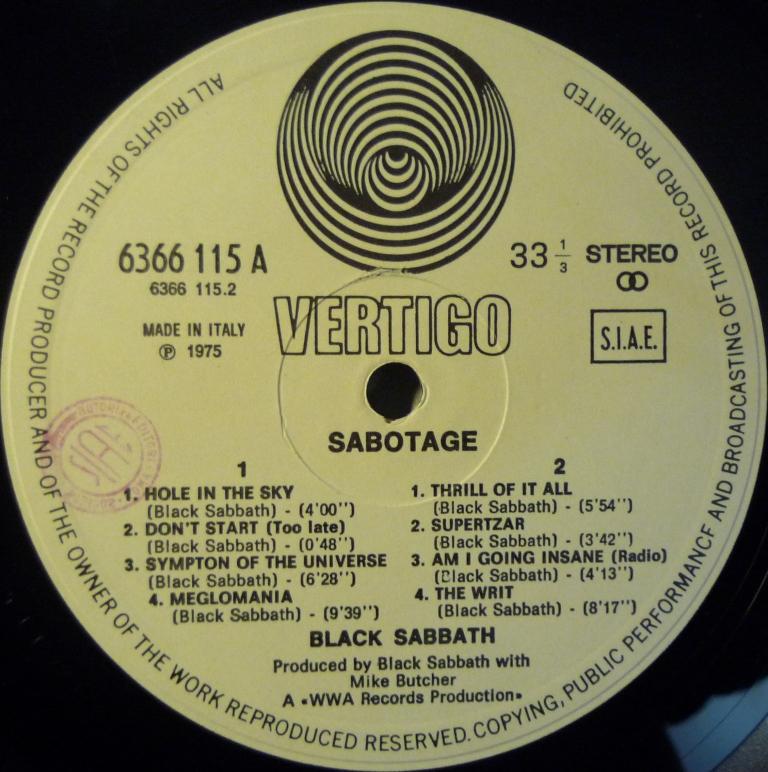 ALL RIGHTS OF THE RECORD PRODUCER AND OF THE OWNER OF THE WORK REPRODUCED RESERVED. COPYING, PUBLIC PERFORMANCE AND BROADCASTING OF THIS RECORD PROHIBITED
6366 115 A
6366 115.2
33 1/3 STEREO
MADE IN ITALY
℗ 1975
VERTIGO
S.I.A.E.
SABOTAGE
1
1. HOLE IN THE SKY
(Black Sabbath) - (4'00'')
2. DON'T START (Too late)
(Black Sabbath) - (0'48'')
3. SYMPTON OF THE UNIVERSE
(Black Sabbath) - (6'28'')
4. MEGLOMANIA
(Black Sabbath) - (9'39'')
2
1. THRILL OF IT ALL
(Black Sabbath) - (5'54'')
2. SUPERTZAR
(Black Sabbath) - (3'42'')
3. AM I GOING INSANE (Radio)
(Black Sabbath) - (4'13'')
4. THE WRIT
(Black Sabbath) - (8'17'')
BLACK SABBATH
Produced by Black Sabbath with
Mike Butcher
A •WWA Records Production•